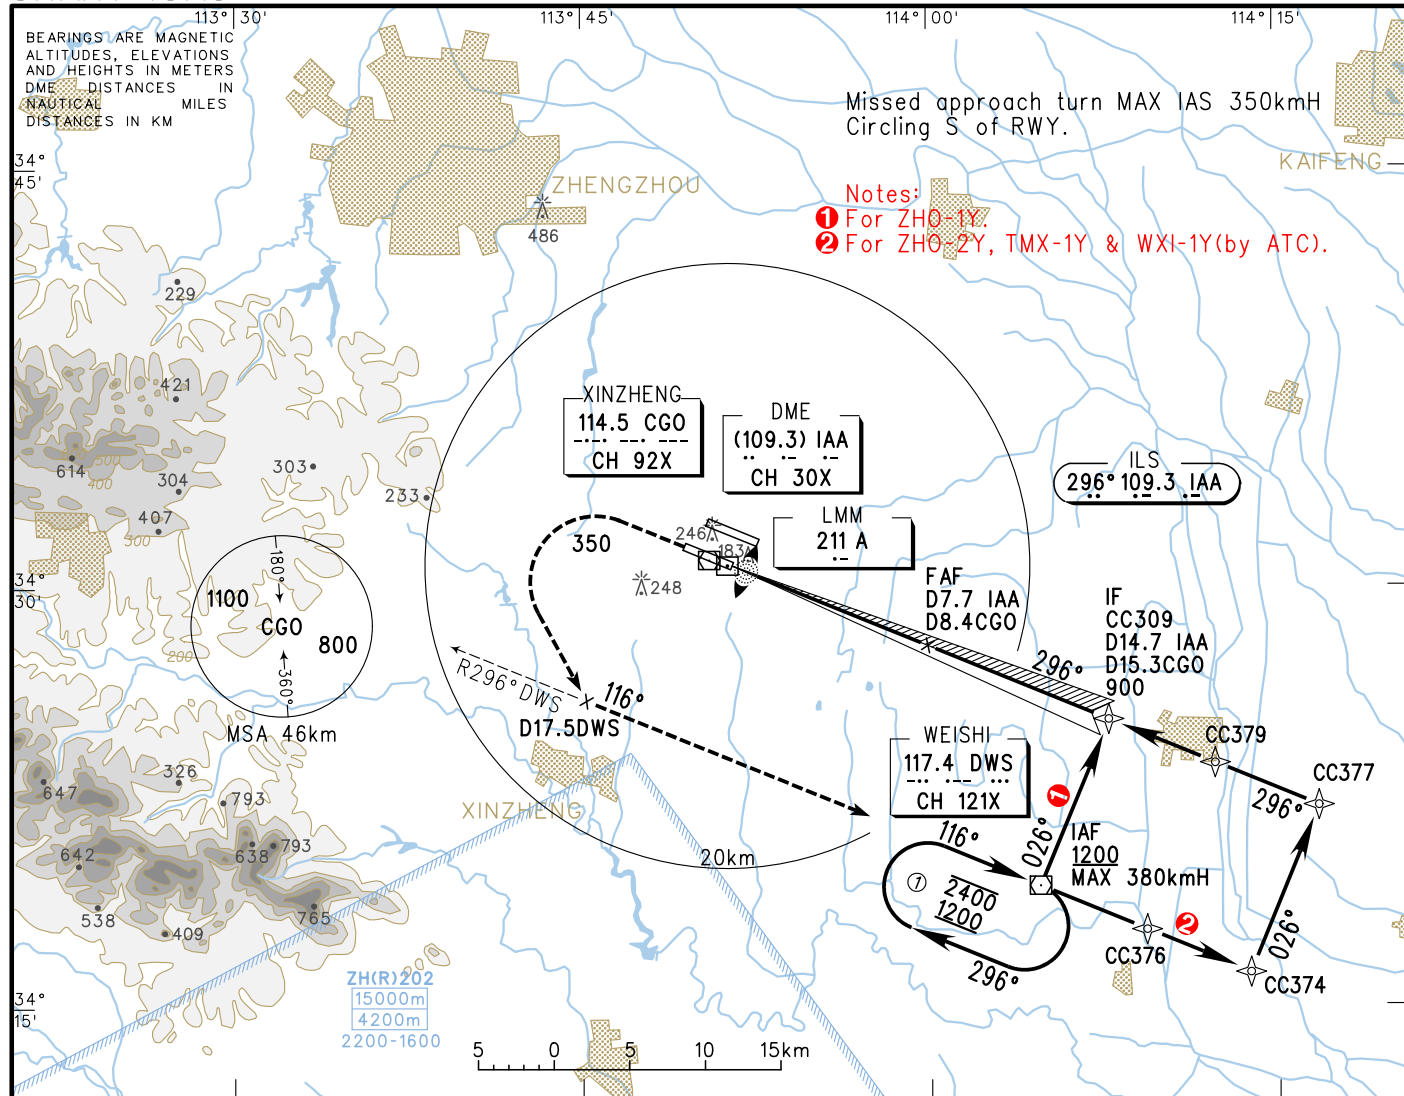 113°30'
113°45'
114°00'
114°15'
BEARINGS ARE MAGNETIC
ALTITUDES, ELEVATIONS
AND HEIGHTS IN METERS
DME DISTANCES IN
NAUTICAL MILES
DISTANCES IN KM
Missed approach turn MAX IAS 350kmH
Circling S of RWY.
34°
45'
KAIFENG
ZHENGZHOU
486
Notes:
1 For ZHO-1Y.
2 For ZHO-2Y, TMX-1Y & WXI-1Y(by ATC).
229
421
614
500
400
304
303
233
407
300
XINZHENG
114.5 CGO
CH 92X
DME
(109.3) IAA
CH 30X
ILS
296° 109.3 IAA
LMM
211 A
246
183
248
350
34°
30'
180°
1100
CGO
800
360°
200
MSA 46km
FAF
D7.7 IAA
D8.4CGO
IF
CC309
D14.7 IAA
D15.3CGO
900
296°
R296° DWS
116°
D17.5DWS
WEISHI
117.4 DWS
CH 121X
CC379
CC377
296°
326
647
793
XINZHENG
642
638
793
538
409
765
20km
116°
1
2400
1200
296°
026°
1
IAF
1200
MAX 380kmH
2
CC376
CC374
026°
ZH(R)202
15000m
4200m
2200-1600
34°
15'
5 0 5 10 15km